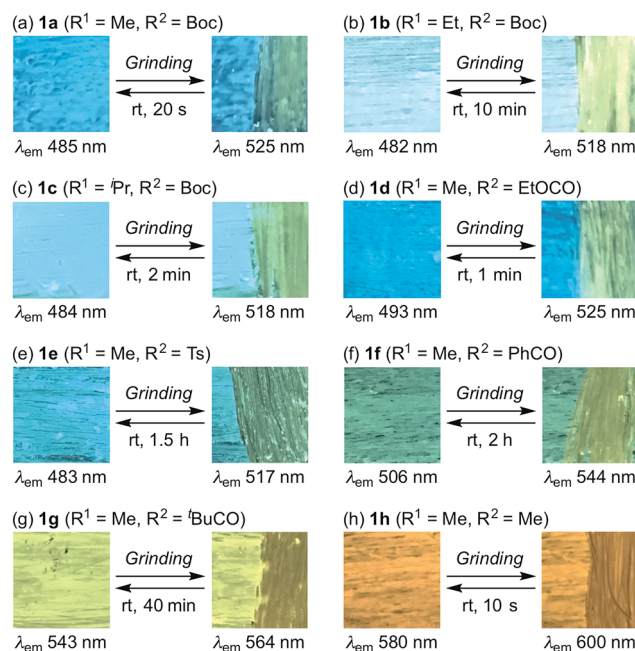 (a) 1a (R¹ = Me, R² = Boc)
Grinding
rt, 20 s
λem 485 nm
λem 525 nm
(b) 1b (R¹ = Et, R² = Boc)
Grinding
rt, 10 min
λem 482 nm
λem 518 nm
(c) 1c (R¹ = ⁱPr, R² = Boc)
Grinding
rt, 2 min
λem 484 nm
λem 518 nm
(d) 1d (R¹ = Me, R² = EtOCO)
Grinding
rt, 1 min
λem 493 nm
λem 525 nm
(e) 1e (R¹ = Me, R² = Ts)
Grinding
rt, 1.5 h
λem 483 nm
λem 517 nm
(f) 1f (R¹ = Me, R² = PhCO)
Grinding
rt, 2 h
λem 506 nm
λem 544 nm
(g) 1g (R¹ = Me, R² = ᵗBuCO)
Grinding
rt, 40 min
λem 543 nm
λem 564 nm
(h) 1h (R¹ = Me, R² = Me)
Grinding
rt, 10 s
λem 580 nm
λem 600 nm